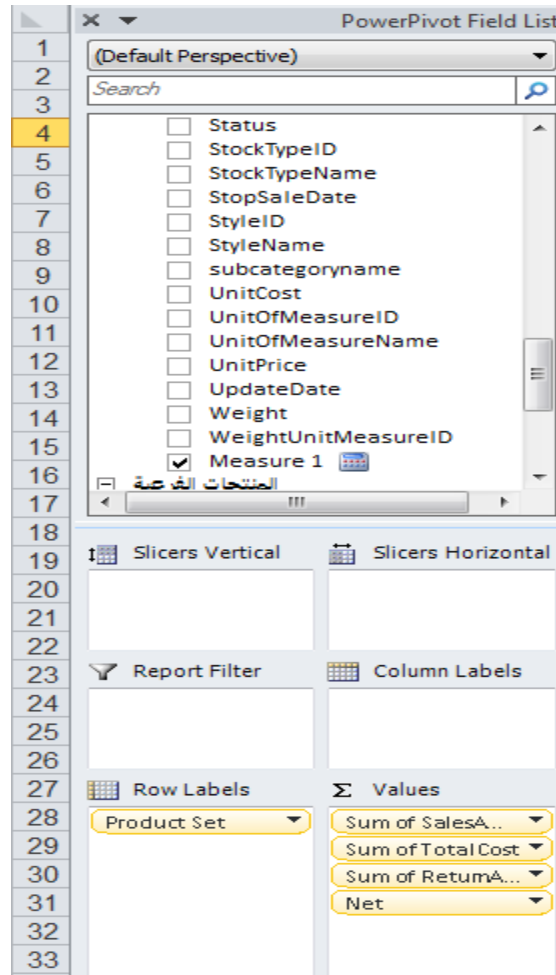 PowerPivot Field List
(Default Perspective)
Search
Status
StockTypeID
StockTypeName
StopSaleDate
StyleID
StyleName
subcategoryname
UnitCost
UnitOfMeasureID
UnitOfMeasureName
UnitPrice
UpdateDate
Weight
WeightUnitMeasureID
Measure 1
المنتجات الفرعية
Slicers Vertical
Slicers Horizontal
Report Filter
Column Labels
Row Labels
Σ Values
Product Set
Sum of SalesA...
Sum of TotalCost
Sum of ReturnA...
Net
1
2
3
4
5
6
7
8
9
10
11
12
13
14
15
16
17
18
19
20
21
22
23
24
25
26
27
28
29
30
31
32
33